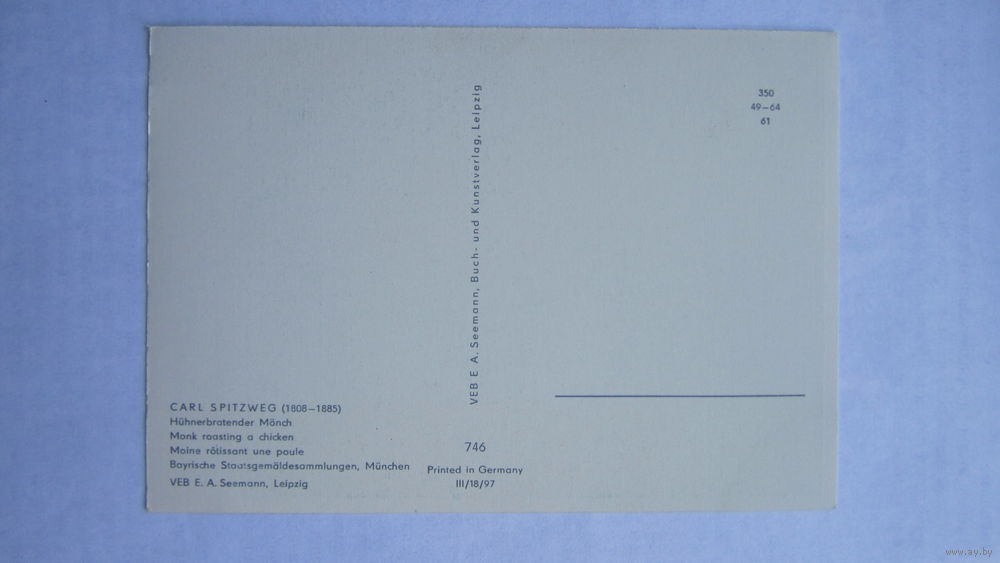 CARL SPITZWEG (1808–1885)
Hühnerbratender Mönch
Monk roasting a chicken
Moine rôtissant une poule
Bayrische Staatsgemäldesammlungen, München
VEB E. A. Seemann, Leipzig
VEB E. A. Seemann, Buch- und Kunstverlag, Leipzig
746
Printed in Germany
III/18/97
350
49–64
61
www.ay.by